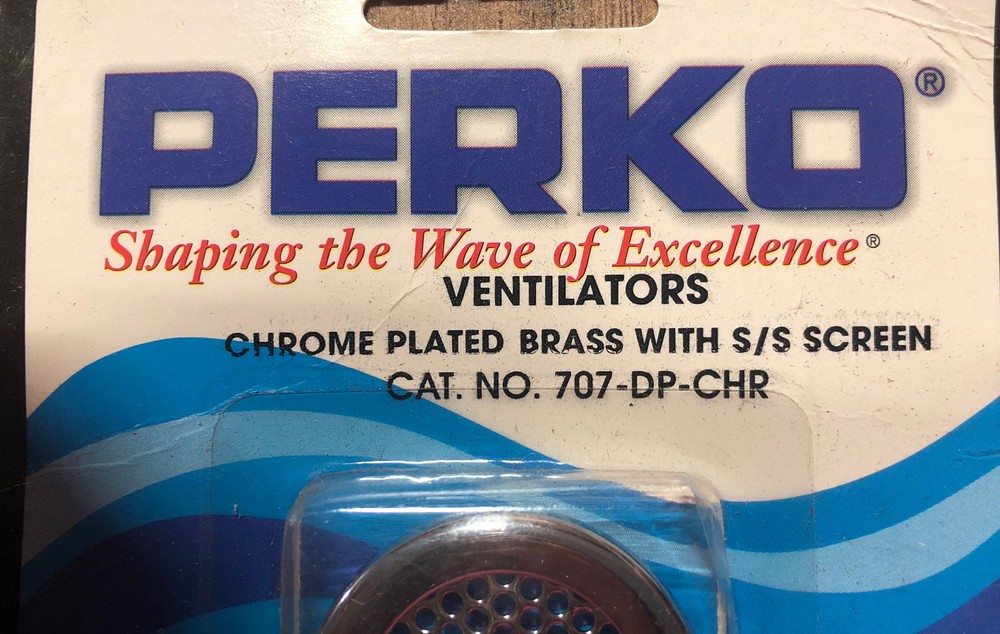 PERKO®
Shaping the Wave of Excellence®
VENTILATORS
CHROME PLATED BRASS WITH S/S SCREEN
CAT. NO. 707-DP-CHR